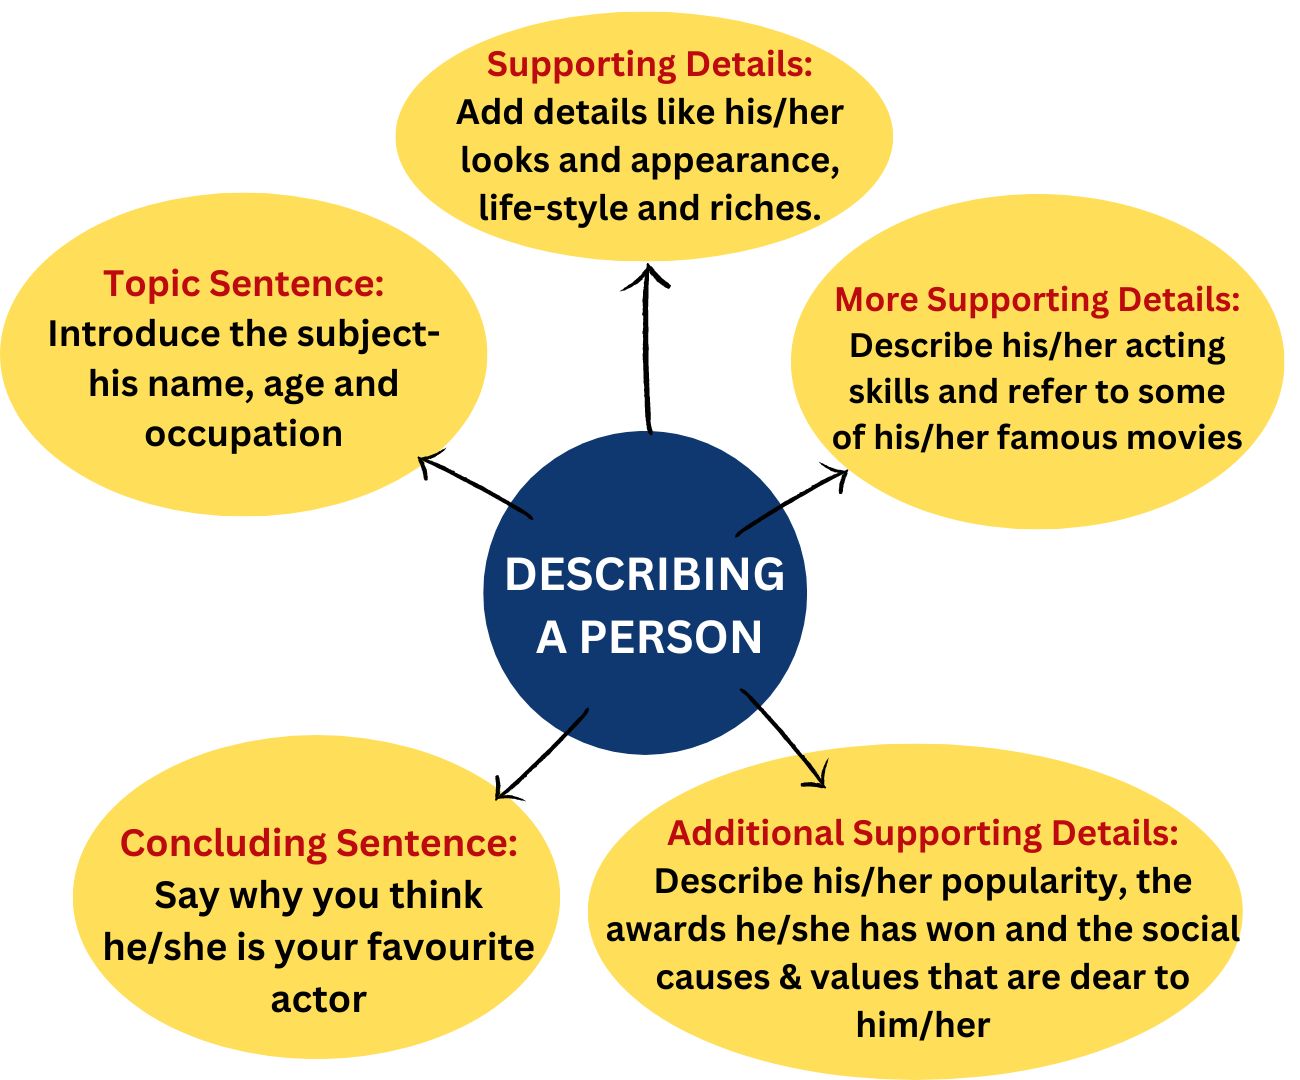 Supporting Details:
Add details like his/her
looks and appearance,
life-style and riches.
Topic Sentence:
Introduce the subject-
his name, age and
occupation
More Supporting Details:
Describe his/her acting
skills and refer to some
of his/her famous movies
DESCRIBING
A PERSON
Concluding Sentence:
Say why you think
he/she is your favourite
actor
Additional Supporting Details:
Describe his/her popularity, the
awards he/she has won and the social
causes & values that are dear to
him/her